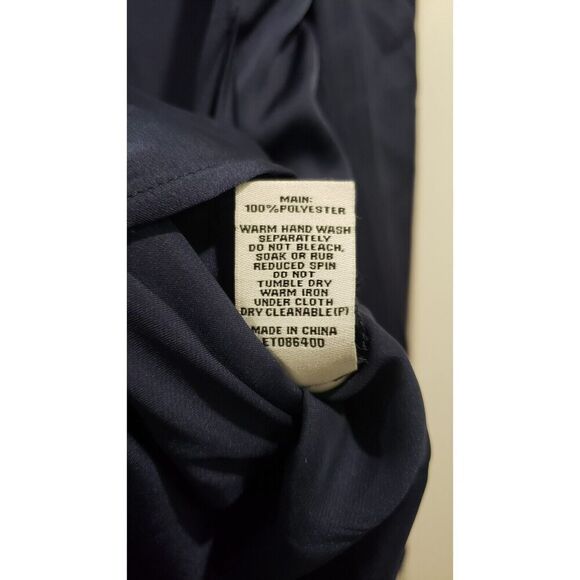 MAIN:
100%POLYESTER
WARM HAND WASH
SEPARATELY
DO NOT BLEACH,
SOAK OR RUB
REDUCED SPIN
DO NOT
TUMBLE DRY
WARM IRON
UNDER CLOTH
DRY CLEANABLE(P)
MADE IN CHINA
ET086400